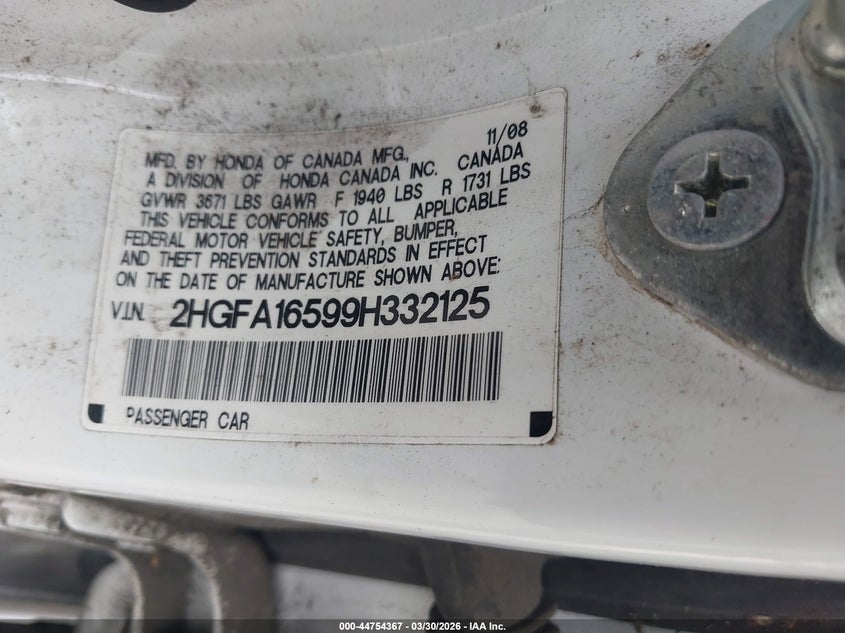 11/08
MFD. BY HONDA OF CANADA MFG., CANADA
A DIVISION OF HONDA CANADA INC.
GVWR 3671 LBS GAWR F 1940 LBS R 1731 LBS
THIS VEHICLE CONFORMS TO ALL APPLICABLE
FEDERAL MOTOR VEHICLE SAFETY, BUMPER,
AND THEFT PREVENTION STANDARDS IN EFFECT
ON THE DATE OF MANUFACTURE SHOWN ABOVE:
V.I.N. 2HGFA16599H332125
PASSENGER CAR
000-44754367 — 03/30/2026 — IAA Inc.